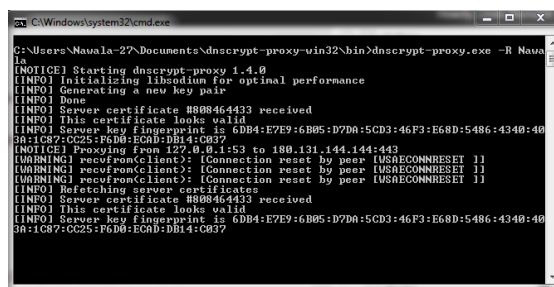 C:\Windows\system32\cmd.exe
C:\Users\Nawala-27\Documents\dnscrypt-proxy-win32\bin>dnscrypt-proxy.exe -R Nawa
la
[NOTICE] Starting dnscrypt-proxy 1.4.0
[INFO] Initializing libsodium for optimal performance
[INFO] Generating a new key pair
[INFO] Done
[INFO] Server certificate #808464433 received
[INFO] This certificate looks valid
[INFO] Server key fingerprint is 6DB4:E7E9:6B05:D7DA:5CD3:46F3:E68D:5486:4340:40
3A:1C87:CC25:F6D0:ECAD:DB14:C037
[NOTICE] Proxying from 127.0.0.1:53 to 180.131.144.144:443
[WARNING] recvfrom(client): [Connection reset by peer [WSAECONNRESET ]]
[WARNING] recvfrom(client): [Connection reset by peer [WSAECONNRESET ]]
[WARNING] recvfrom(client): [Connection reset by peer [WSAECONNRESET ]]
[INFO] Refetching server certificates
[INFO] Server certificate #808464433 received
[INFO] This certificate looks valid
[INFO] Server key fingerprint is 6DB4:E7E9:6B05:D7DA:5CD3:46F3:E68D:5486:4340:40
3A:1C87:CC25:F6D0:ECAD:DB14:C037